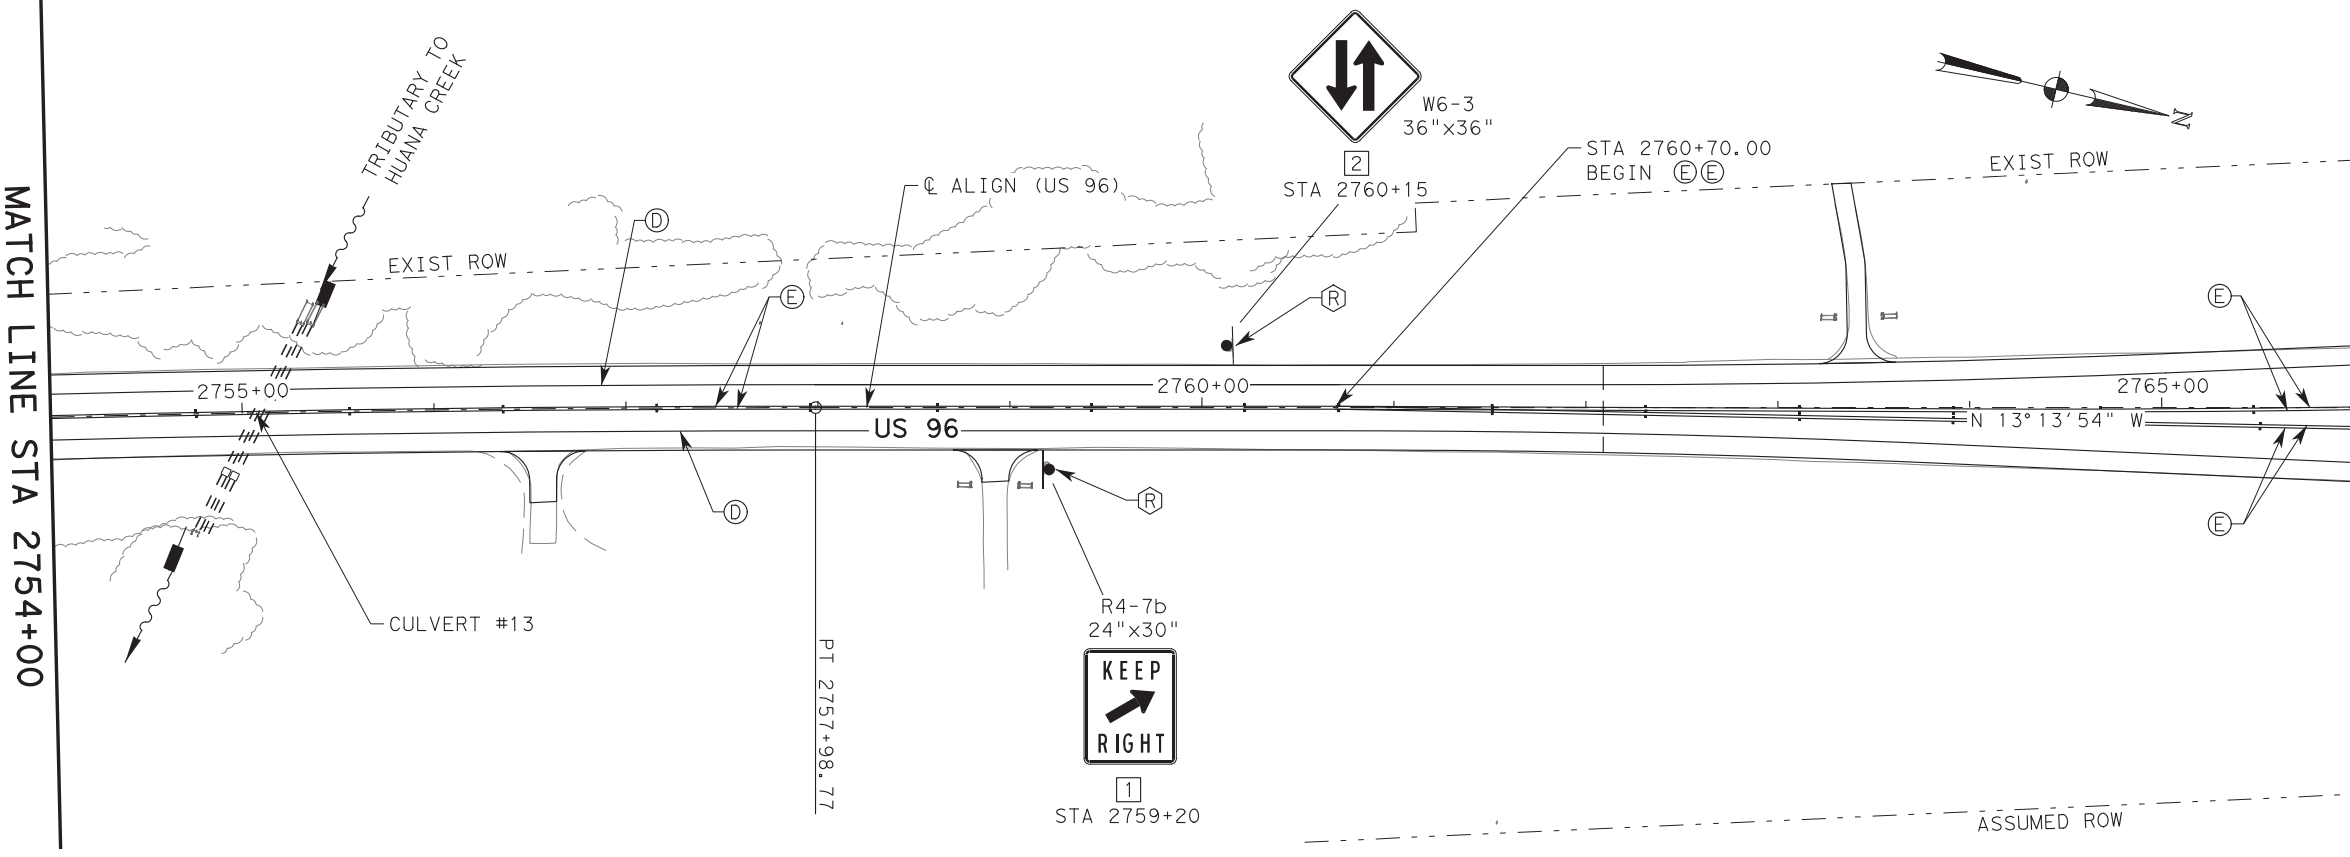 MATCH LINE STA 2754+00
TRIBUTARY TO
HUANA CREEK
EXIST ROW
D
E
℄ ALIGN (US 96)
W6-3
36"x36"
2
STA 2760+15
R
STA 2760+70.00
BEGIN E E
EXIST ROW
N
E
2755+00
2760+00
2765+00
US 96
N 13°13'54" W
D
R
E
CULVERT #13
PT 2757+98.77
R4-7b
24"x30"
KEEP
RIGHT
1
STA 2759+20
ASSUMED ROW